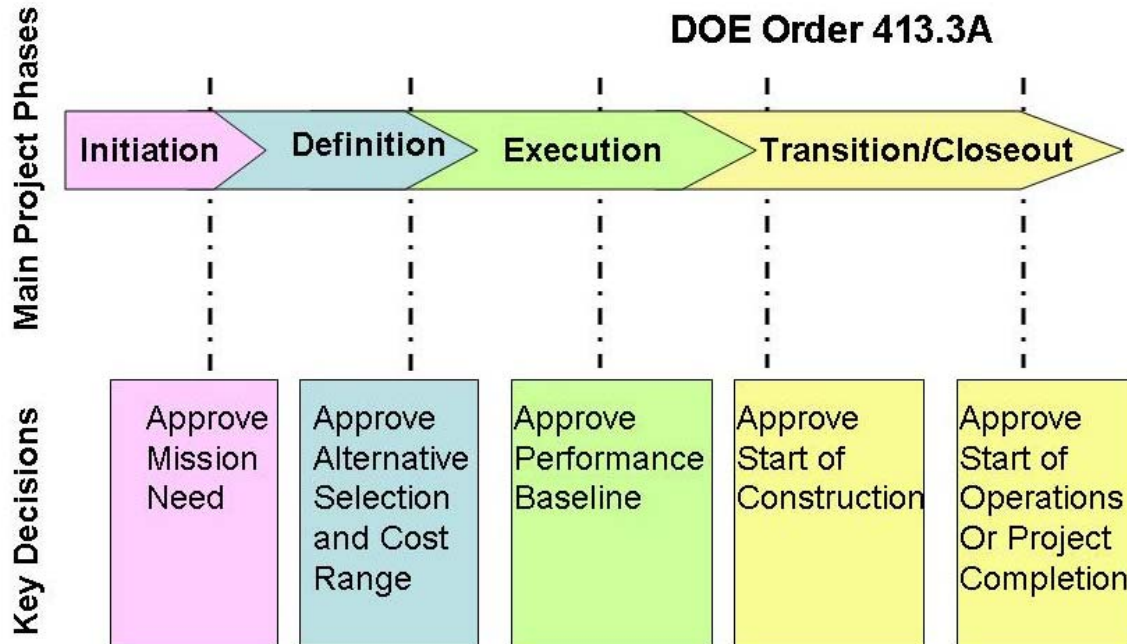 DOE Order 413.3A
Main Project Phases
Initiation
Definition
Execution
Transition/Closeout
Key Decisions
Approve
Mission
Need
Approve
Alternative
Selection
and Cost
Range
Approve
Performance
Baseline
Approve
Start of
Construction
Approve
Start of
Operations
Or Project
Completion